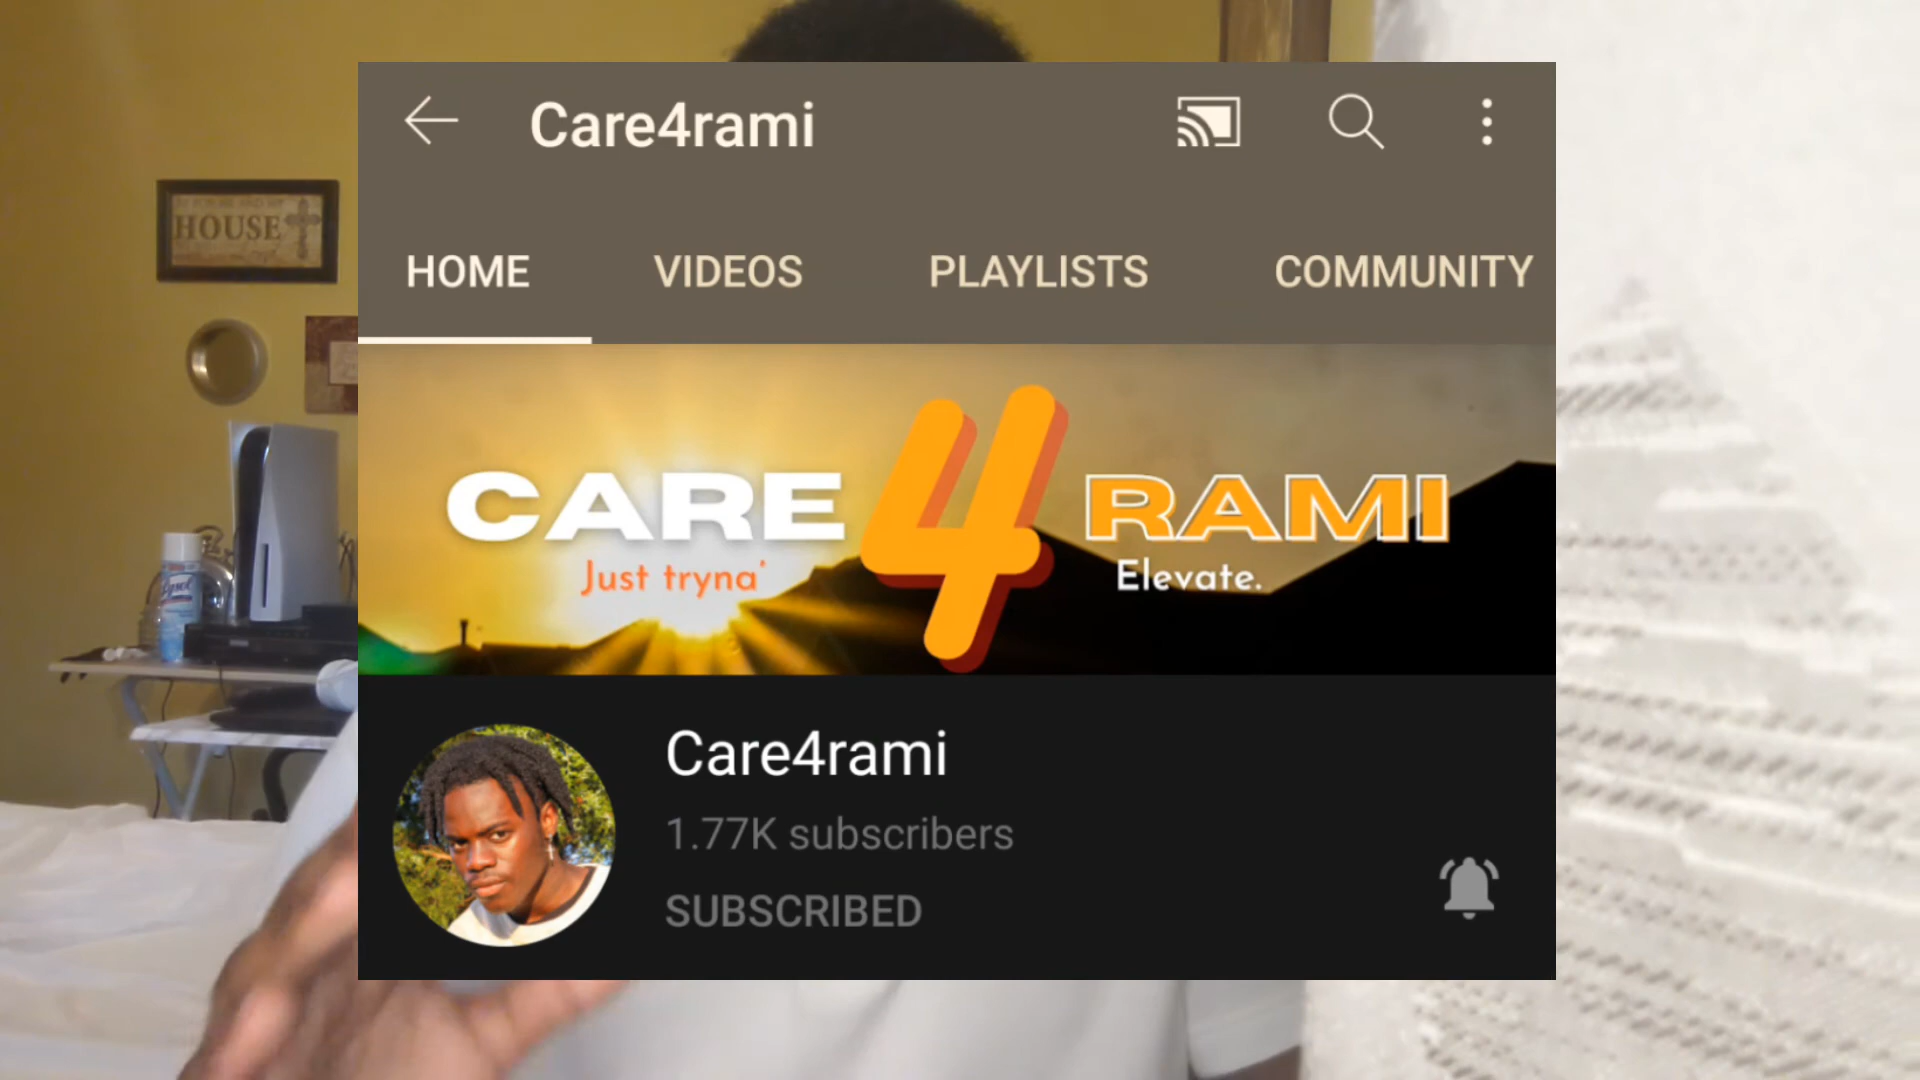 Care4rami
HOME VIDEOS PLAYLISTS COMMUNITY
CARE 4 RAMI
Just tryna' Elevate.
Care4rami
1.77K subscribers
SUBSCRIBED
HOUSE